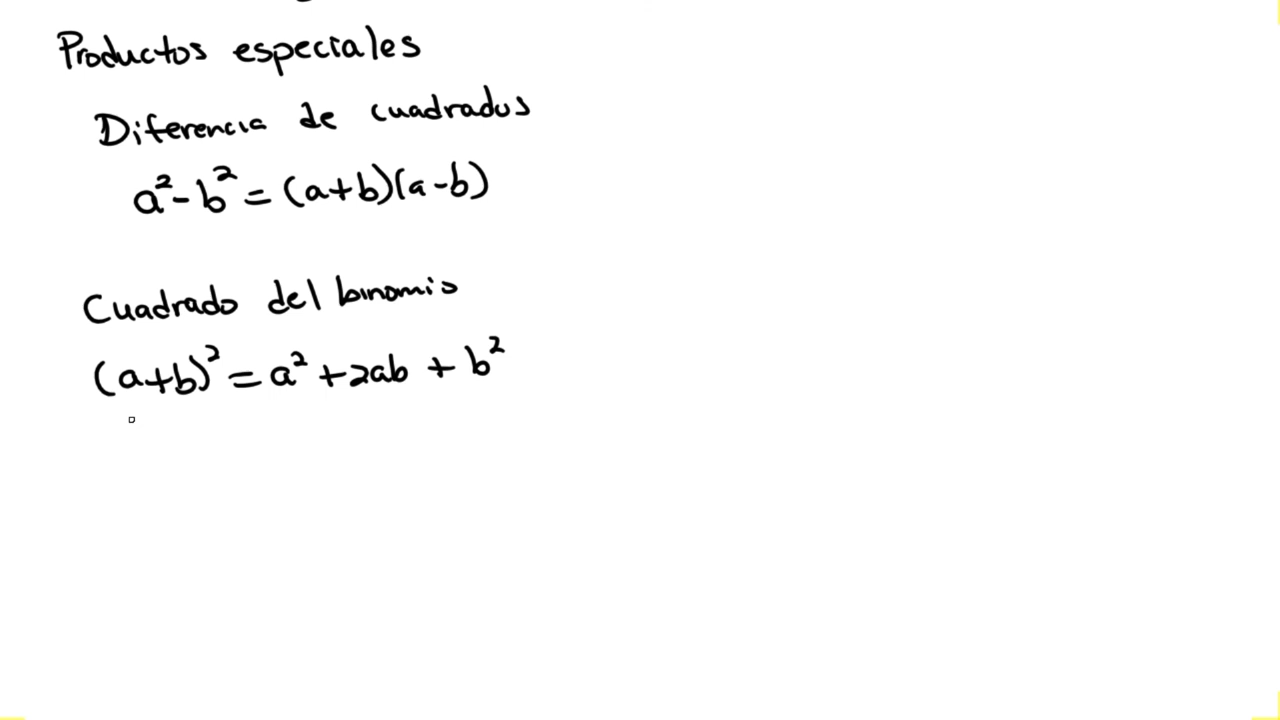 Productos especiales
Diferencia de cuadrados
a² - b² = (a+b)(a-b)
Cuadrado del binomio
(a+b)² = a² + 2ab + b²